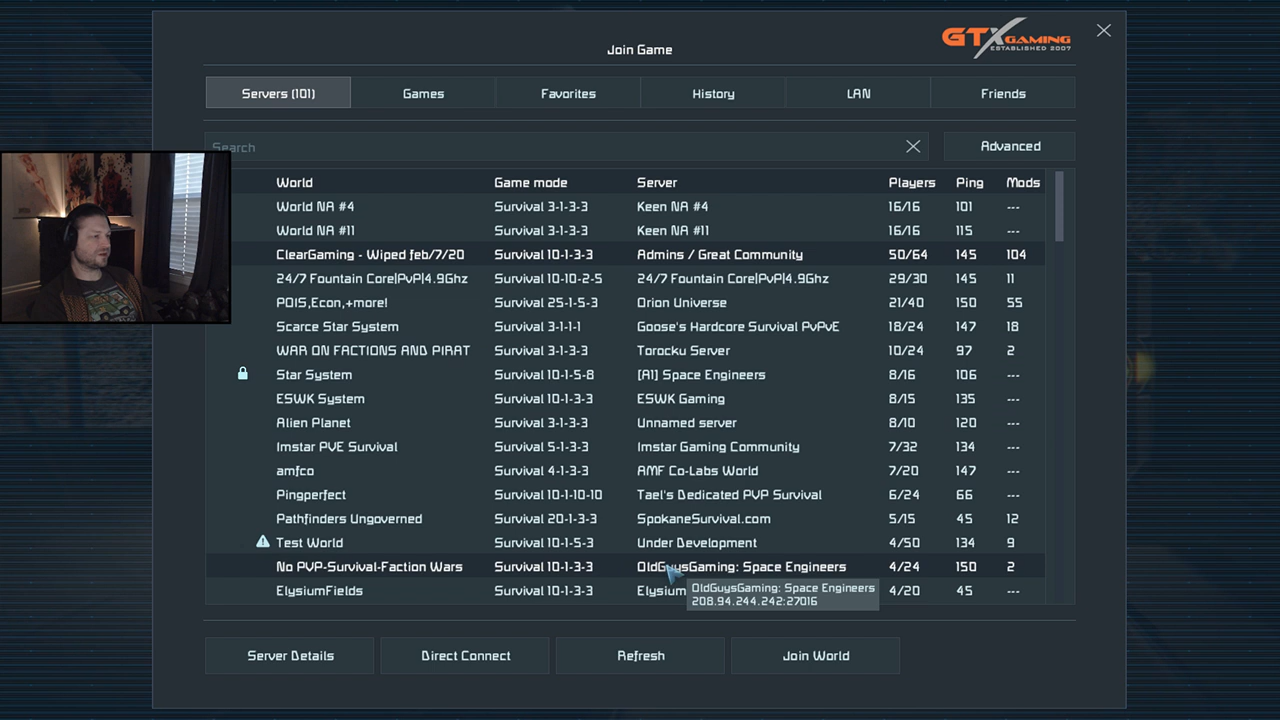 GTXGAMING
ESTABLISHED 2007
Join Game
Servers (101) Games Favorites History LAN Friends
Search Advanced
World Game mode Server Players Ping Mods
World NA #4 Survival 3-1-3-3 Keen NA #4 16/16 101 ---
World NA #11 Survival 3-1-3-3 Keen NA #11 16/16 115 ---
ClearGaming - Wiped feb/7/20 Survival 10-1-3-3 Admins / Great Community 50/64 145 104
24/7 Fountain Core|PvP|4.9Ghz Survival 10-10-2-5 24/7 Fountain Core|PvP|4.9Ghz 29/30 145 11
POIS,Econ,+more! Survival 25-1-5-3 Orion Universe 21/40 150 55
Scarce Star System Survival 3-1-1-1 Goose's Hardcore Survival PvPvE 18/24 147 18
WAR ON FACTIONS AND PIRAT Survival 3-1-3-3 Torocku Server 10/24 97 2
Star System Survival 10-1-5-8 [A1] Space Engineers 8/16 106 ---
ESWK System Survival 10-1-3-3 ESWK Gaming 8/15 135 ---
Alien Planet Survival 3-1-3-3 Unnamed server 8/10 120 ---
Imstar PVE Survival Survival 5-1-3-3 Imstar Gaming Community 7/32 134 ---
amfco Survival 4-1-3-3 AMF Co-Labs World 7/20 147 ---
Pingperfect Survival 10-1-10-10 Tael's Dedicated PVP Survival 6/24 66 ---
Pathfinders Ungoverned Survival 20-1-3-3 SpokaneSurvival.com 5/15 45 12
Test World Survival 10-1-5-3 Under Development 4/50 134 9
No PVP-Survival-Faction Wars Survival 10-1-3-3 OldGuysGaming: Space Engineers 4/24 150 2
ElysiumFields Survival 10-1-3-3 Elysium 4/20 45 ---
OldGuysGaming: Space Engineers
208.94.244.242:27016
Server Details Direct Connect Refresh Join World